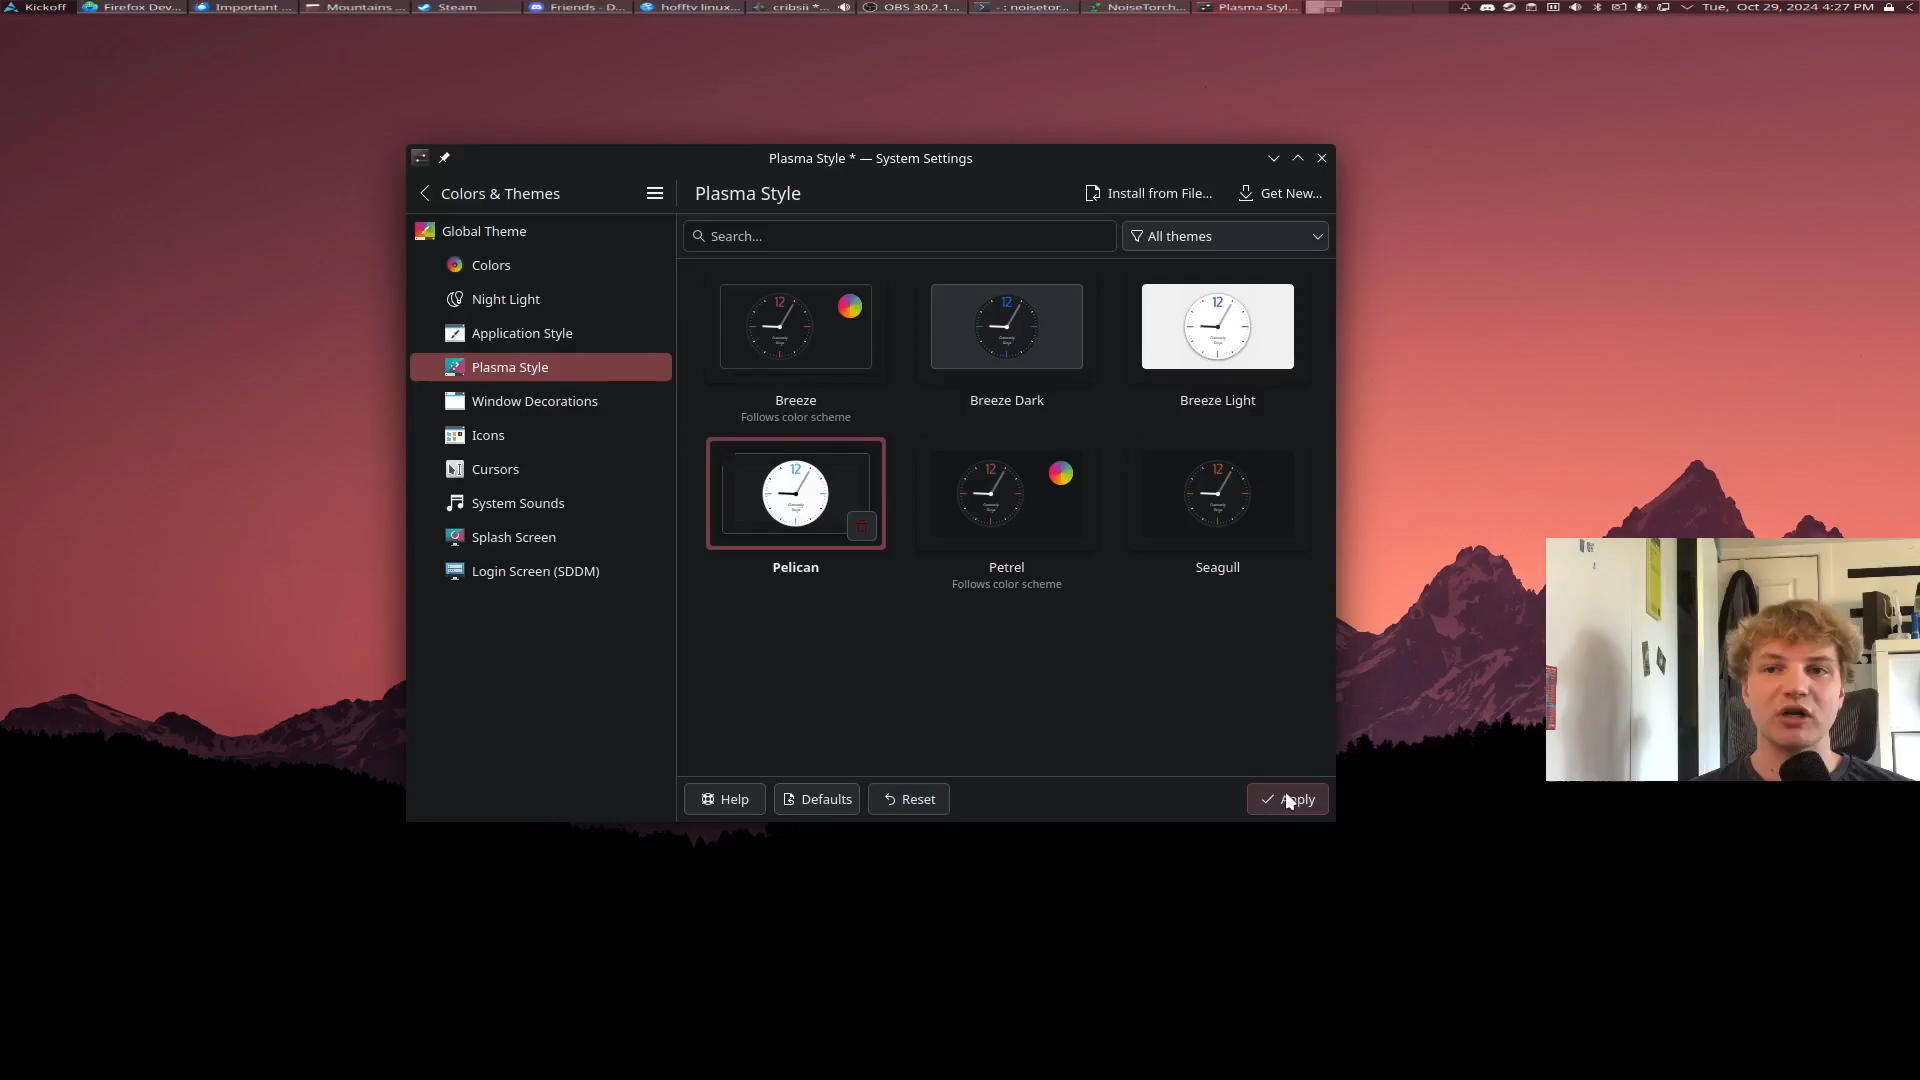 Kickoff Firefox Dev... Important ... Mountains ... Steam Friends - D... hofftv linux... cribsii *... OBS 30.2.1... - : noisetor... NoiseTorch... Plasma Styl... Tue, Oct 29, 2024 4:27 PM
Plasma Style * — System Settings
Colors & Themes
Plasma Style
Install from File...
Get New...
Global Theme
Search...
All themes
Colors
Night Light
Application Style
Plasma Style
Window Decorations
Icons
Cursors
System Sounds
Splash Screen
Login Screen (SDDM)
12
12
12
Breeze
Follows color scheme
Breeze Dark
Breeze Light
12
12
12
Pelican
Petrel
Follows color scheme
Seagull
Help
Defaults
Reset
Apply